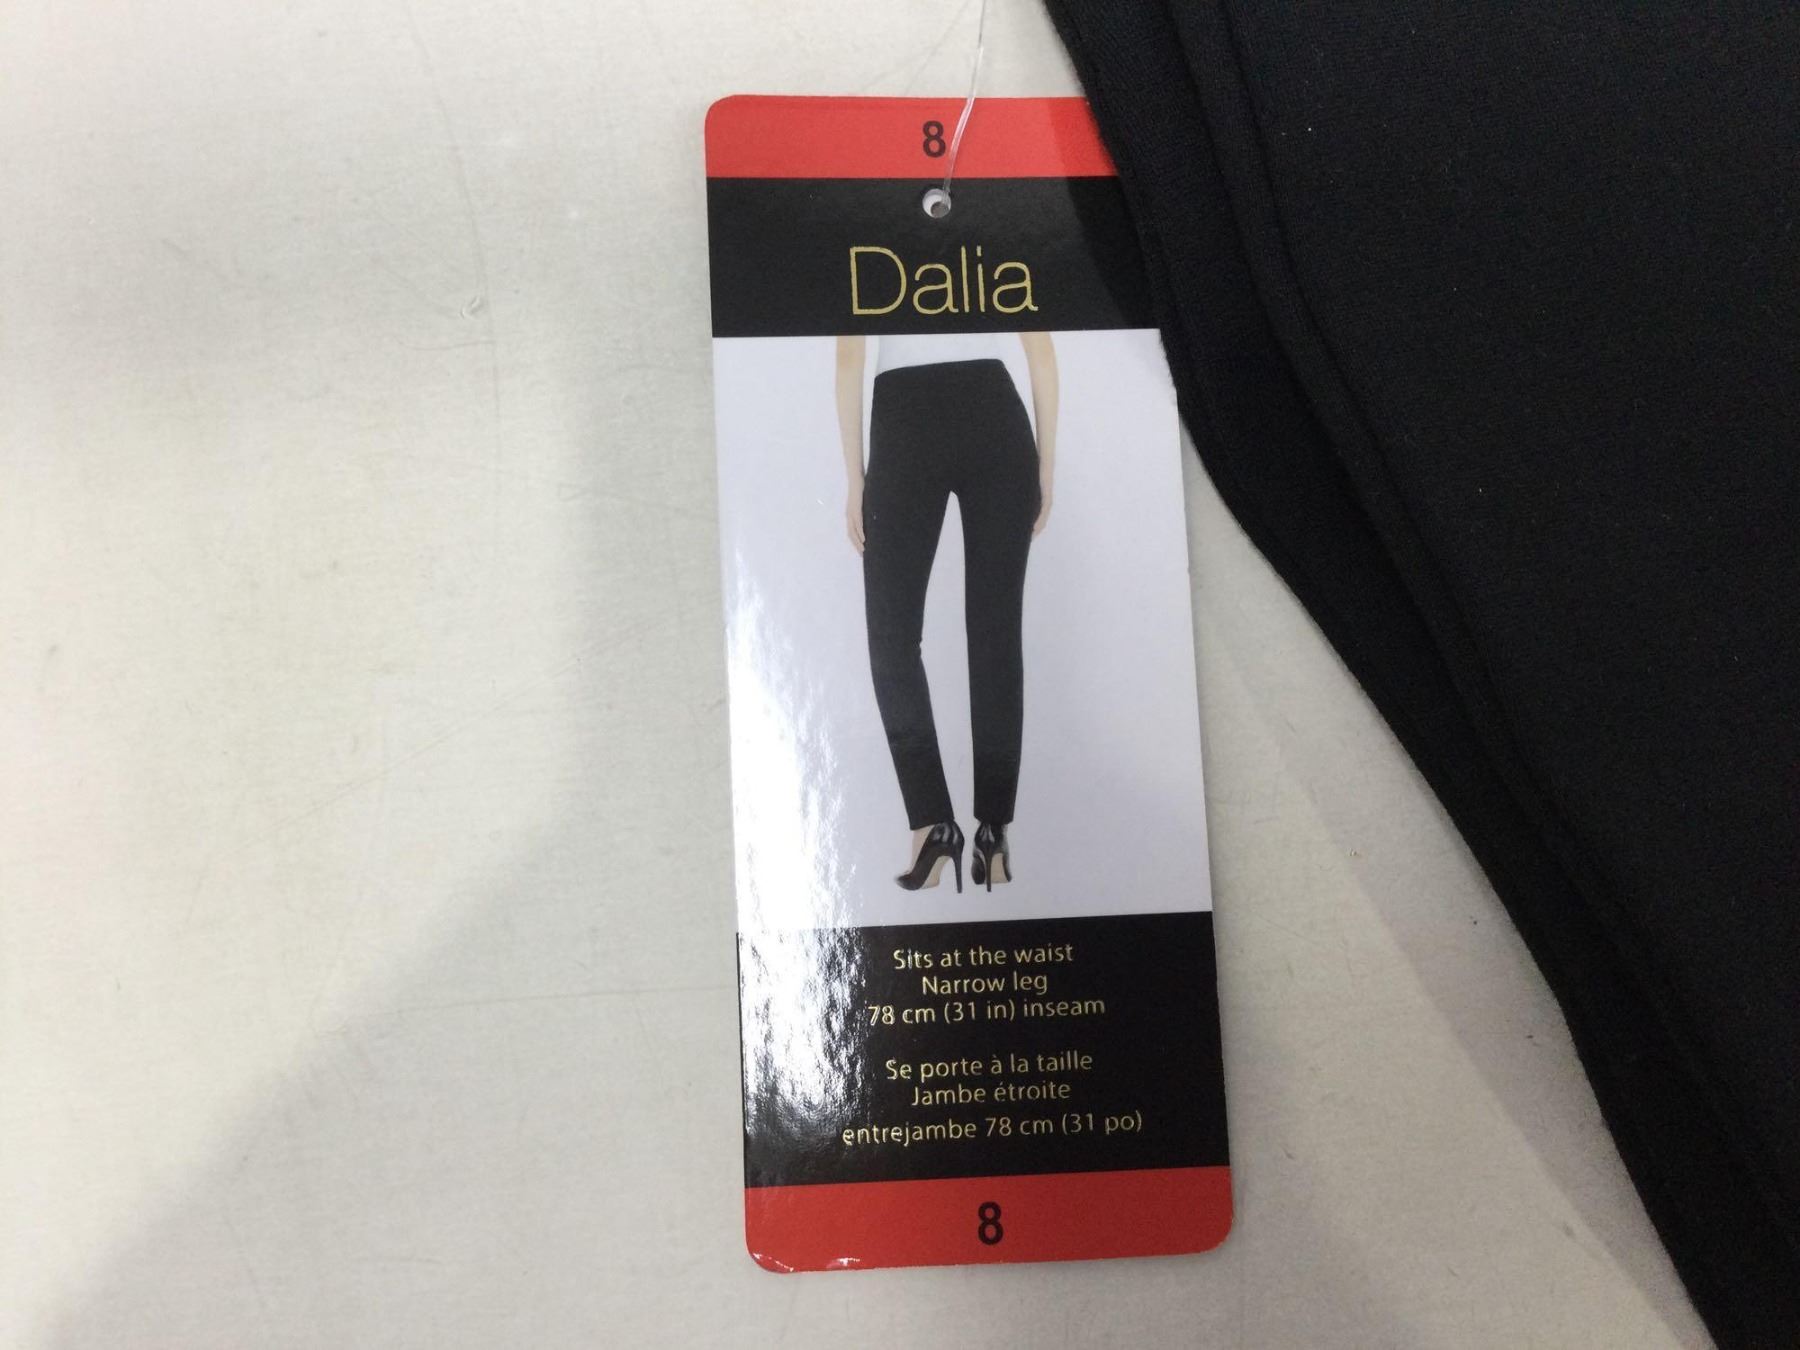 8
Dalia
Sits at the waist
Narrow leg
78 cm (31 in) inseam
Se porte à la taille
Jambe étroite
entrejambe 78 cm (31 po)
8